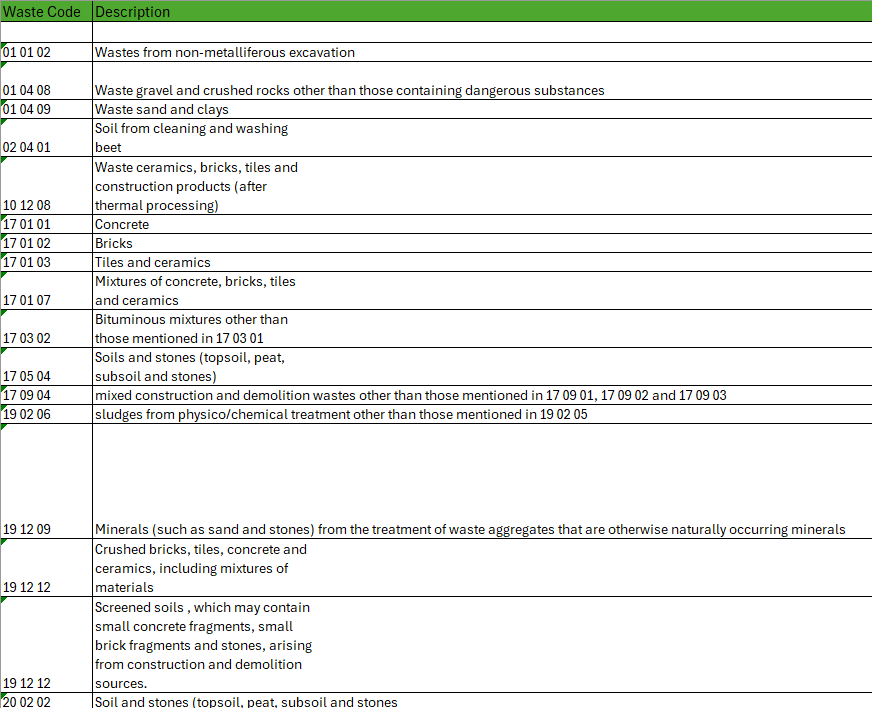 Waste Code Description
01 01 02 Wastes from non-metalliferous excavation
01 04 08 Waste gravel and crushed rocks other than those containing dangerous substances
01 04 09 Waste sand and clays
Soil from cleaning and washing
02 04 01 beet
Waste ceramics, bricks, tiles and
construction products (after
10 12 08 thermal processing)
17 01 01 Concrete
17 01 02 Bricks
17 01 03 Tiles and ceramics
Mixtures of concrete, bricks, tiles
17 01 07 and ceramics
Bituminous mixtures other than
17 03 02 those mentioned in 17 03 01
Soils and stones (topsoil, peat,
17 05 04 subsoil and stones)
17 09 04 mixed construction and demolition wastes other than those mentioned in 17 09 01, 17 09 02 and 17 09 03
19 02 06 sludges from physico/chemical treatment other than those mentioned in 19 02 05
19 12 09 Minerals (such as sand and stones) from the treatment of waste aggregates that are otherwise naturally occurring minerals
Crushed bricks, tiles, concrete and
ceramics, including mixtures of
19 12 12 materials
Screened soils , which may contain
small concrete fragments, small
brick fragments and stones, arising
from construction and demolition
19 12 12 sources.
20 02 02 Soil and stones (topsoil, peat, subsoil and stones